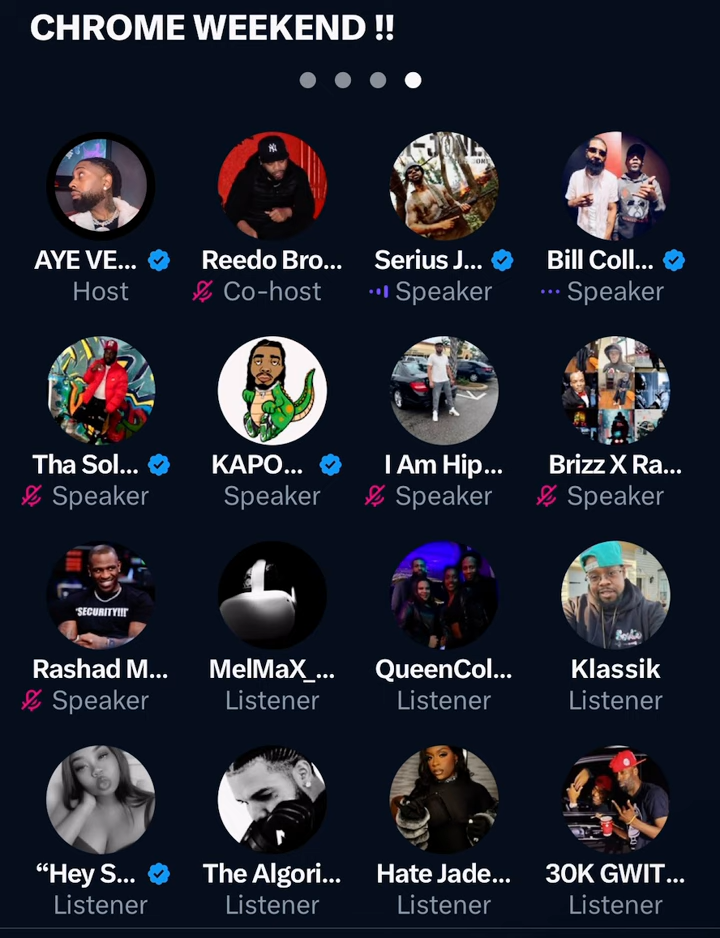 CHROME WEEKEND !!
AYE VE... Reedo Bro... Serius J... Bill Coll...
Host Co-host Speaker Speaker
Tha Sol... KAPO... I Am Hip... Brizz X Ra...
Speaker Speaker Speaker Speaker
"SECURITY!!!"
Rashad M... MelMaX_... QueenCol... Klassik
Speaker Listener Listener Listener
“Hey S... The Algori... Hate Jade... 30K GWIT...
Listener Listener Listener Listener